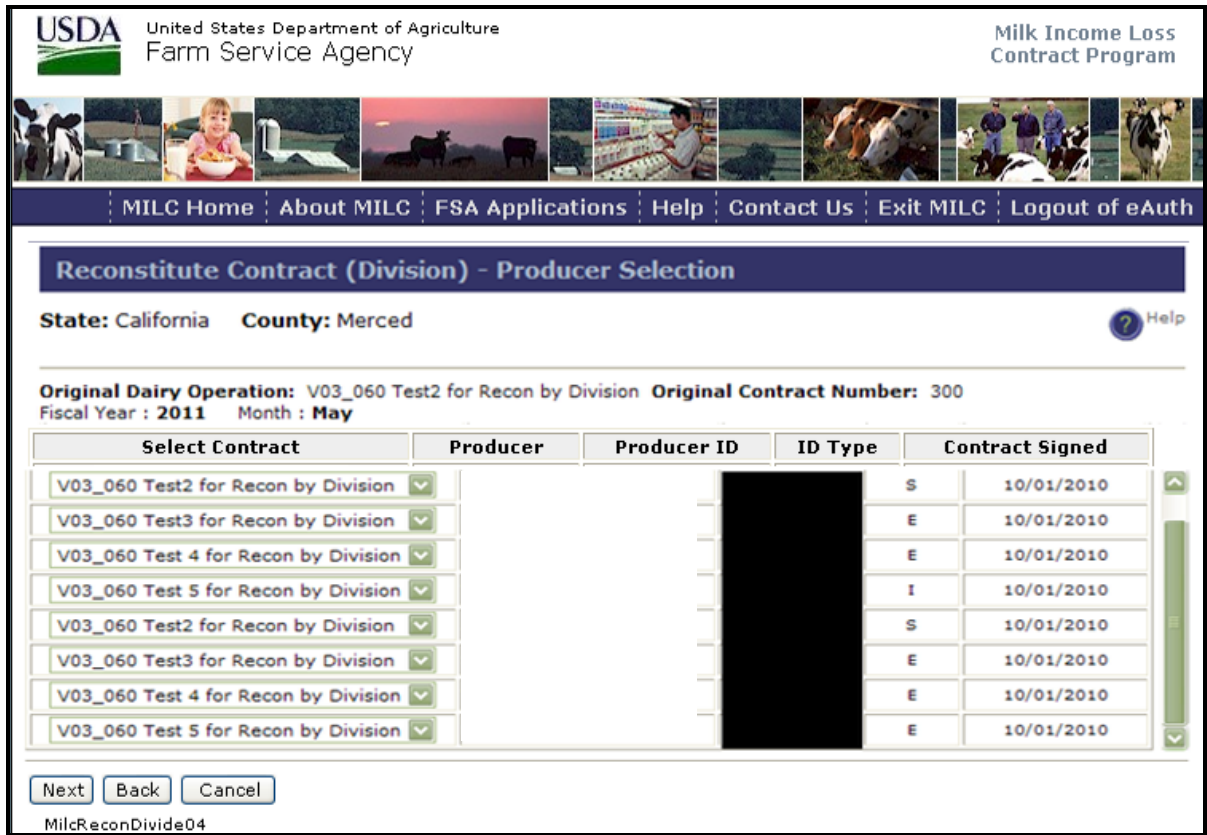 USDA United States Department of Agriculture
Farm Service Agency
Milk Income Loss
Contract Program
MILC Home About MILC FSA Applications Help Contact Us Exit MILC Logout of eAuth
Reconstitute Contract (Division) - Producer Selection
State: California County: Merced
? Help
Original Dairy Operation: V03_060 Test2 for Recon by Division Original Contract Number: 300
Fiscal Year : 2011 Month : May
Select Contract Producer Producer ID ID Type Contract Signed
V03_060 Test2 for Recon by Division S 10/01/2010
V03_060 Test3 for Recon by Division E 10/01/2010
V03_060 Test 4 for Recon by Division E 10/01/2010
V03_060 Test 5 for Recon by Division I 10/01/2010
V03_060 Test2 for Recon by Division S 10/01/2010
V03_060 Test3 for Recon by Division E 10/01/2010
V03_060 Test 4 for Recon by Division E 10/01/2010
V03_060 Test 5 for Recon by Division E 10/01/2010
Next Back Cancel
MilcReconDivide04